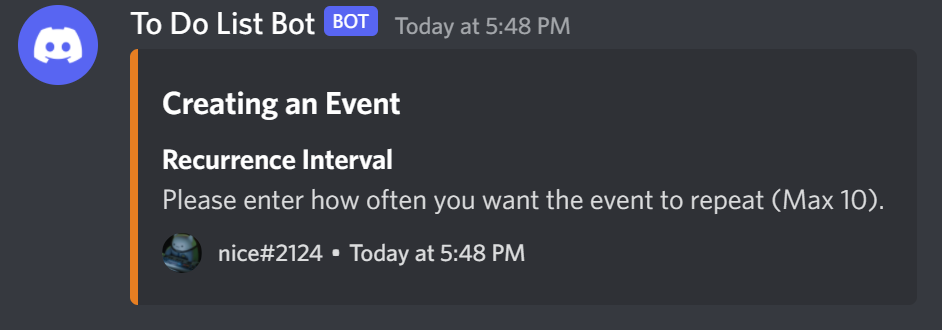 To Do List Bot BOT Today at 5:48 PM
Creating an Event
Recurrence Interval
Please enter how often you want the event to repeat (Max 10).
nice#2124 • Today at 5:48 PM